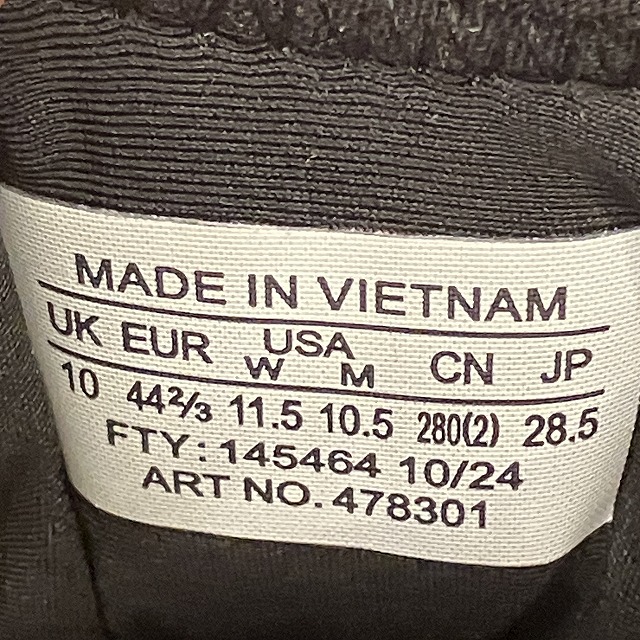 MADE IN VIETNAM
UK EUR USA CN JP
W M
10 44⅔ 11.5 10.5 280(2) 28.5
FTY: 145464 10/24
ART NO. 478301